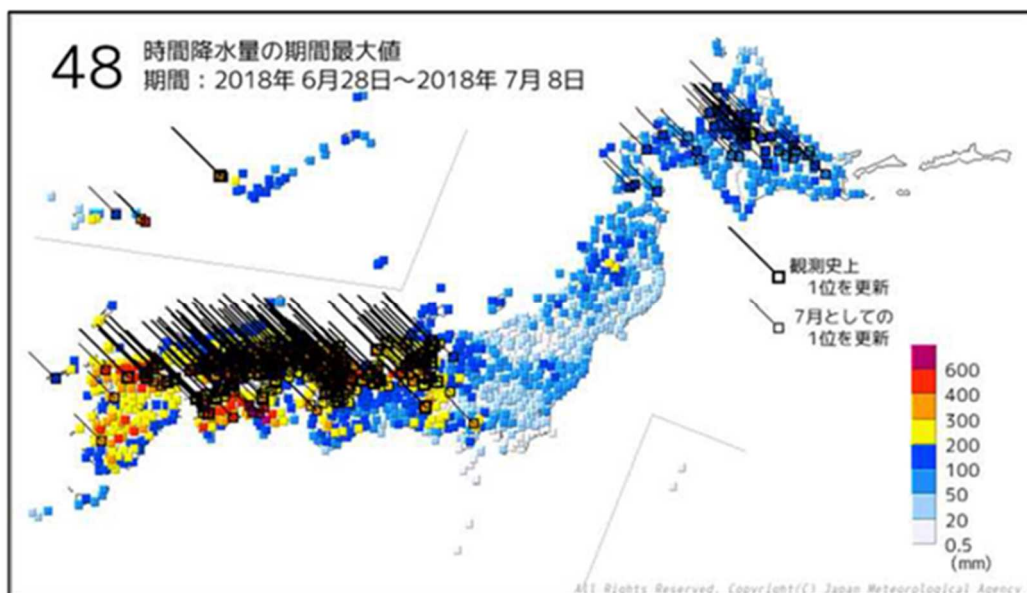 48 時間降水量の期間最大値
期間：2018年 6月28日～2018年 7月 8日
観測史上
1位を更新
7月としての
1位を更新
600
400
300
200
100
50
20
0.5
(mm)
All Rights Reserved, Copyright(C) Japan Meteorological Agency